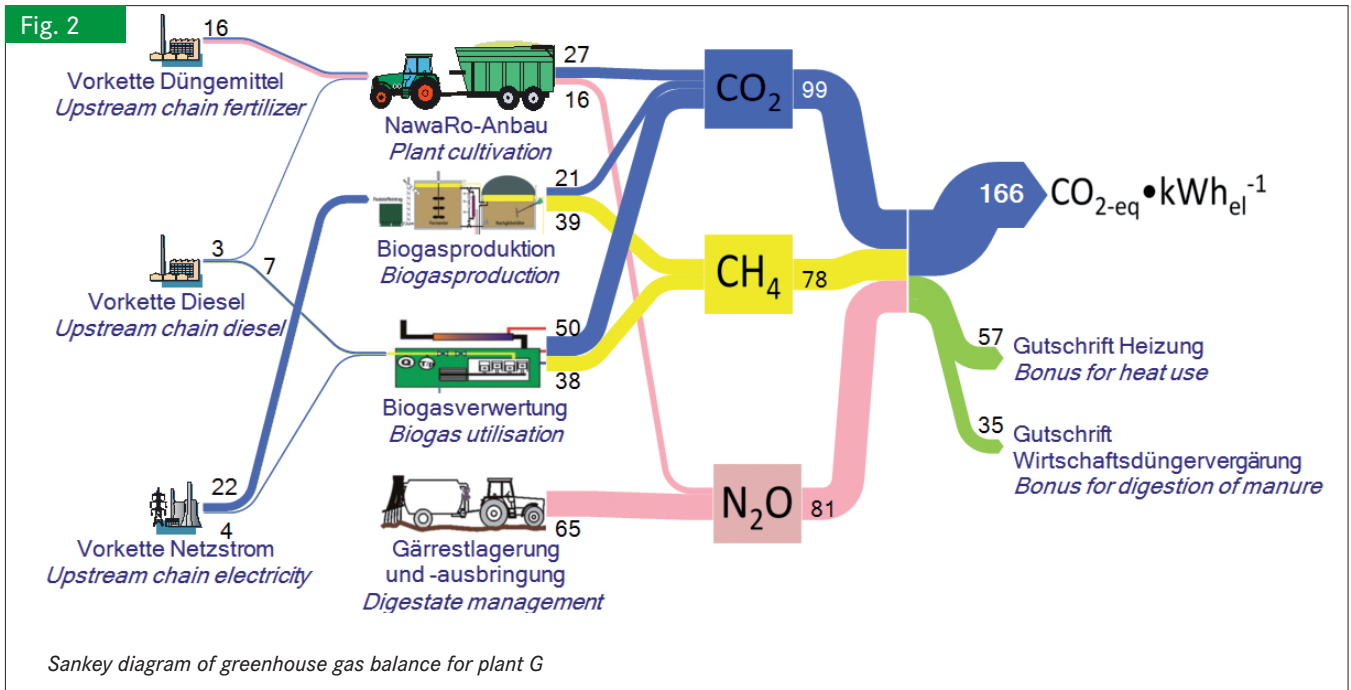 Fig. 2
16
Vorkette Düngemittel
Upstream chain fertilizer
27
16
NawaRo-Anbau
Plant cultivation
CO₂
99
21
39
Biogasproduktion
Biogasproduction
3
7
Vorkette Diesel
Upstream chain diesel
CH₄
78
166
CO₂₋eq•kWhel⁻¹
50
38
Biogasverwertung
Biogas utilisation
57
Gutschrift Heizung
Bonus for heat use
35
Gutschrift
Wirtschaftsdüngervergärung
Bonus for digestion of manure
22
4
Vorkette Netzstrom
Upstream chain electricity
65
Gärrestlagerung
und -ausbringung
Digestate management
N₂O
81
Sankey diagram of greenhouse gas balance for plant G